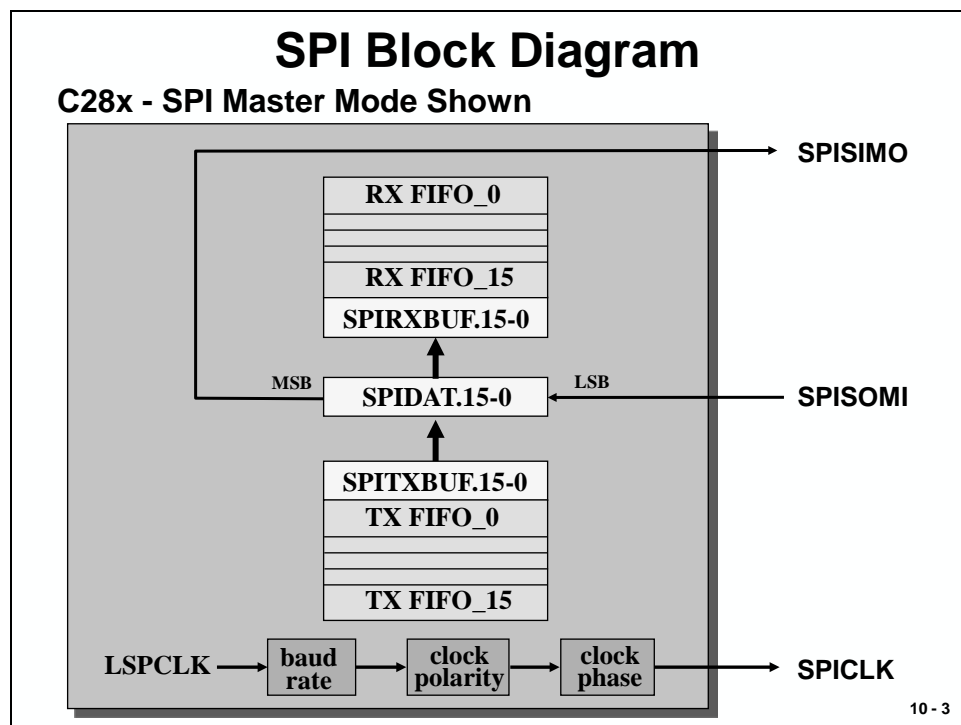 SPI Block Diagram
C28x - SPI Master Mode Shown
SPISIMO
RX FIFO_0
RX FIFO_15
SPIRXBUF.15-0
MSB
SPIDAT.15-0
LSB
SPISOMI
SPITXBUF.15-0
TX FIFO_0
TX FIFO_15
LSPCLK
baud
rate
clock
polarity
clock
phase
SPICLK
10 - 3